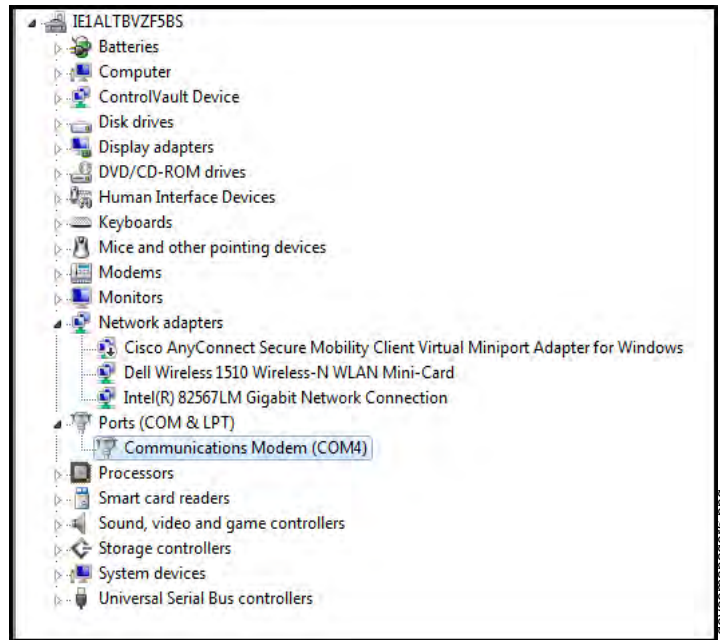 IE1ALTBVZF5BS
Batteries
Computer
ControlVault Device
Disk drives
Display adapters
DVD/CD-ROM drives
Human Interface Devices
Keyboards
Mice and other pointing devices
Modems
Monitors
Network adapters
Cisco AnyConnect Secure Mobility Client Virtual Miniport Adapter for Windows
Dell Wireless 1510 Wireless-N WLAN Mini-Card
Intel(R) 82567LM Gigabit Network Connection
Ports (COM & LPT)
Communications Modem (COM4)
Processors
Smart card readers
Sound, video and game controllers
Storage controllers
System devices
Universal Serial Bus controllers